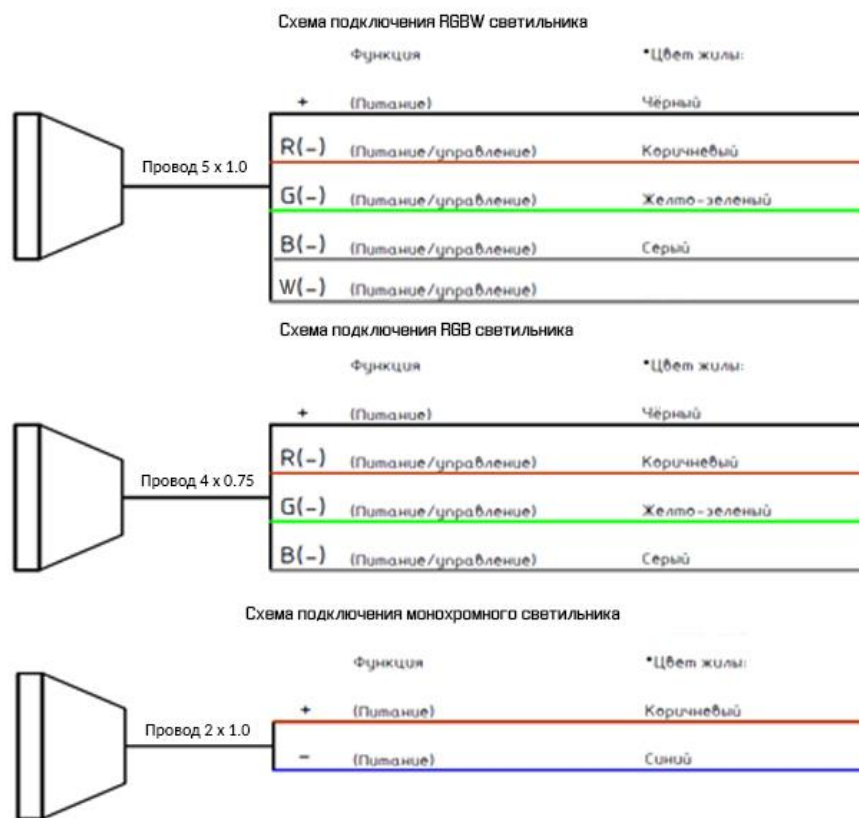 Схема подключения RGBW светильника
Функция *Цвет жилы:
+ (Питание) Чёрный
R(-) (Питание/управление) Коричневый
Провод 5 x 1.0
G(-) (Питание/управление) Желто-зеленый
B(-) (Питание/управление) Серый
W(-) (Питание/управление)
Схема подключения RGB светильника
Функция *Цвет жилы:
+ (Питание) Чёрный
R(-) (Питание/управление) Коричневый
Провод 4 x 0.75
G(-) (Питание/управление) Желто-зеленый
B(-) (Питание/управление) Серый
Схема подключения монохромного светильника
Функция *Цвет жилы:
+ (Питание) Коричневый
Провод 2 x 1.0
- (Питание) Синий